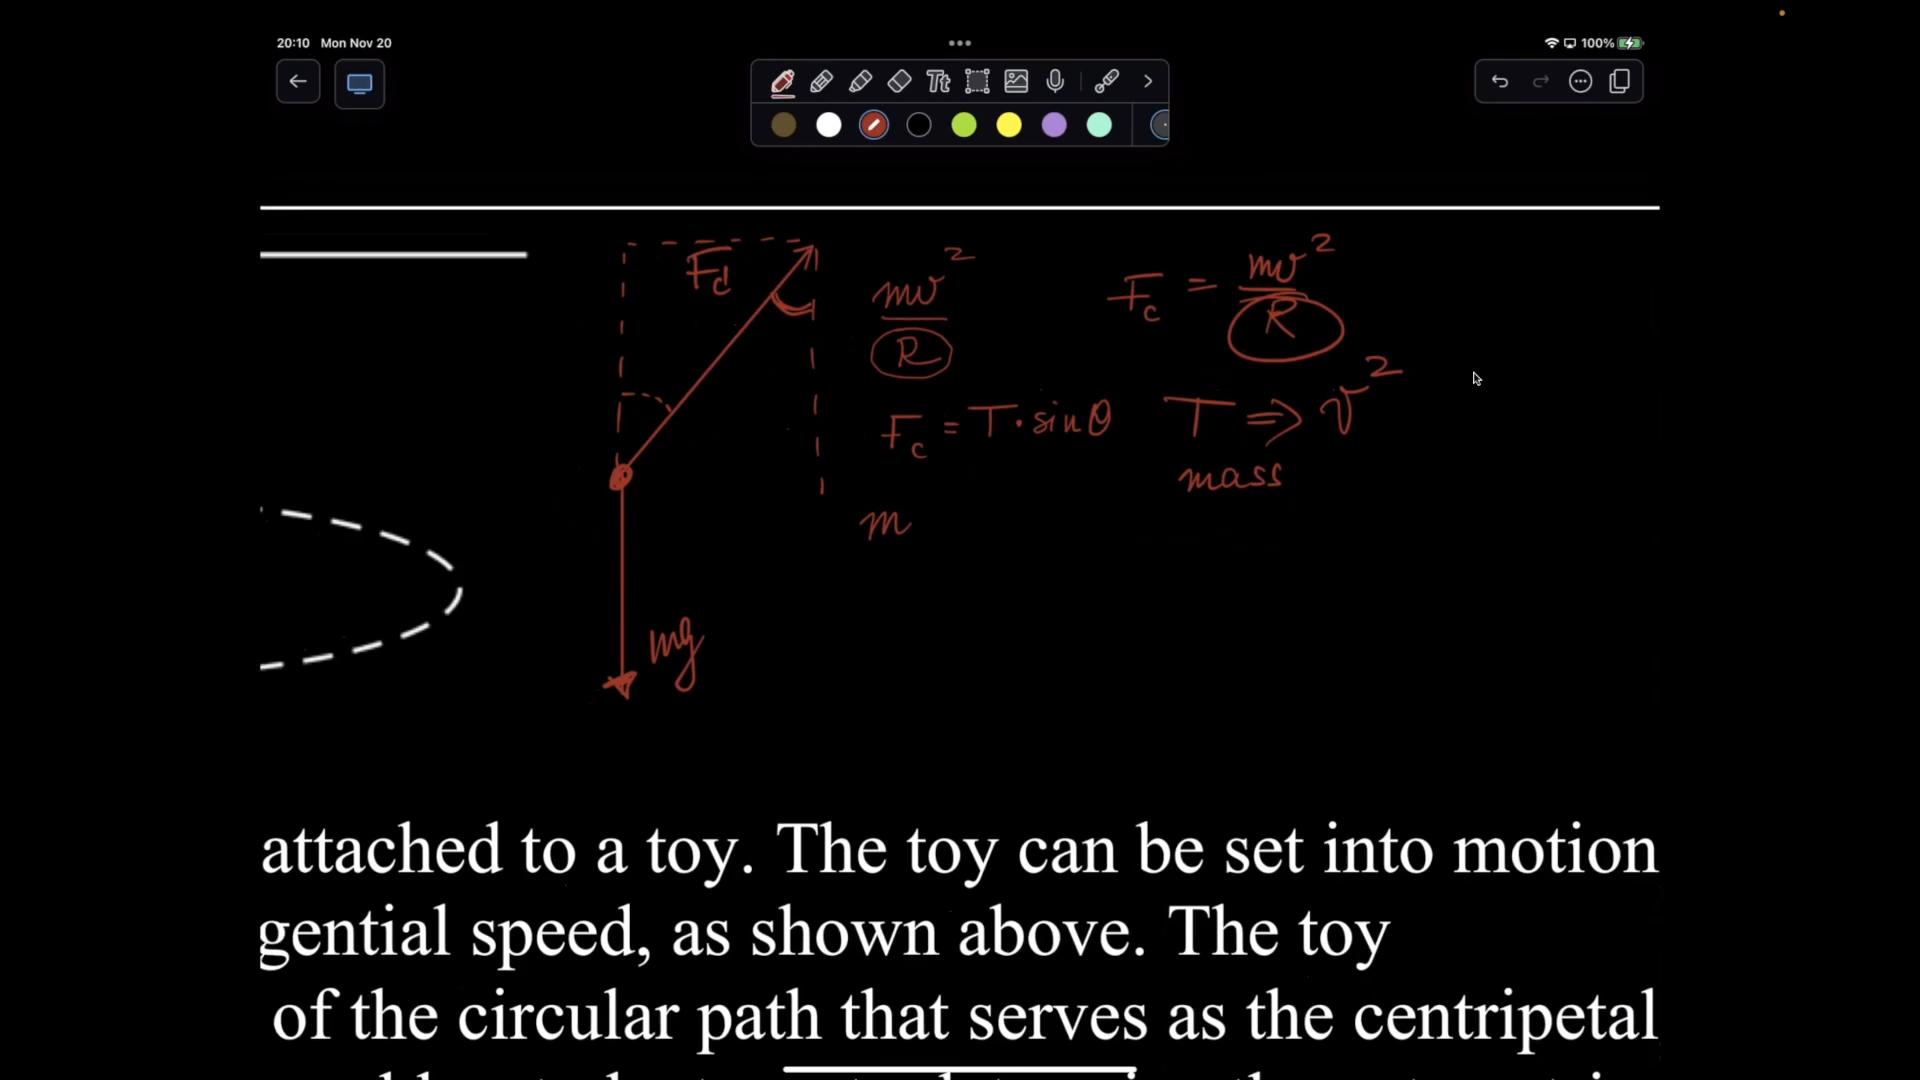 20:10 Mon Nov 20
100%
Tt
Fc
mv²
R
Fc = mv²
R
Fc = T · sinθ
T ⇒ v²
mass
m
mg
attached to a toy. The toy can be set into motion
gential speed, as shown above. The toy
of the circular path that serves as the centripetal